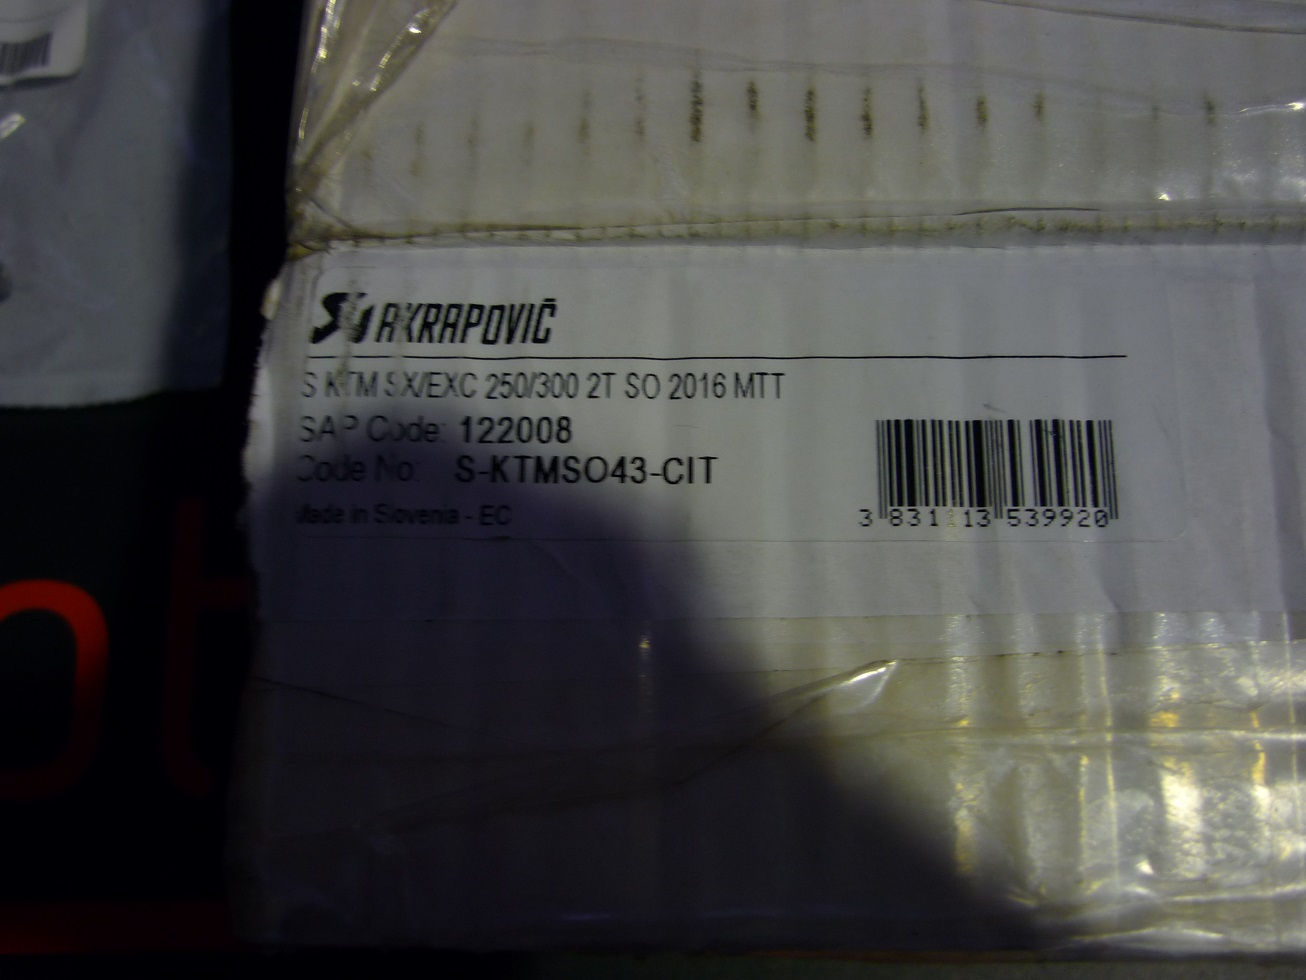 AKRAPOVIČ
S KTM SX/EXC 250/300 2T SO 2016 MTT
SAP Code: 122008
Code No: S-KTMSO43-CIT
Made in Slovenia - EC
3 831113 539920